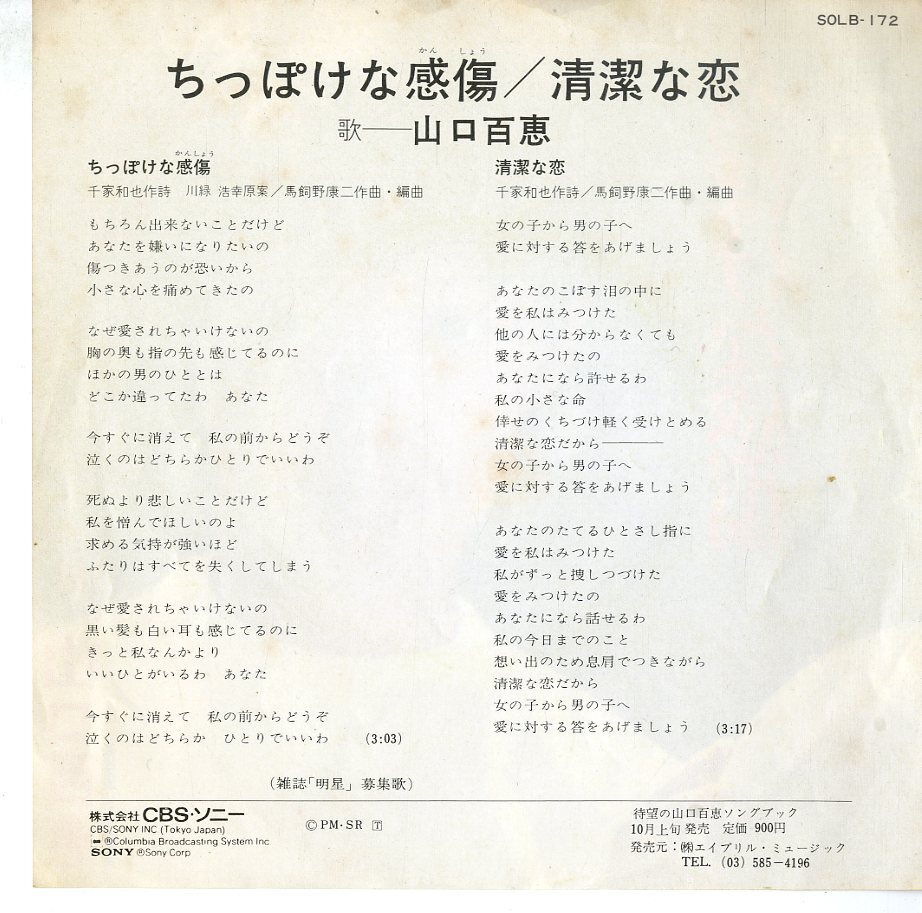 SOLB-172
かん しょう
ちっぽけな感傷／清潔な恋
歌――山口百恵
かんしょう
ちっぽけな感傷
千家和也作詩　川緑 浩幸原案／馬飼野康二作曲・編曲
もちろん出来ないことだけど
あなたを嫌いになりたいの
傷つきあうのが恐いから
小さな心を痛めてきたの
なぜ愛されちゃいけないの
胸の奥も指の先も感じてるのに
ほかの男のひととは
どこか違ってたわ　あなた
今すぐに消えて　私の前からどうぞ
泣くのはどちらかひとりでいいわ
死ぬより悲しいことだけど
私を憎んでほしいのよ
求める気持が強いほど
ふたりはすべてを失くしてしまう
なぜ愛されちゃいけないの
黒い髪も白い耳も感じてるのに
きっと私なんかより
いいひとがいるわ　あなた
今すぐに消えて　私の前からどうぞ
泣くのはどちらか　ひとりでいいわ　(3:03)
（雑誌「明星」募集歌）
清潔な恋
千家和也作詩／馬飼野康二作曲・編曲
女の子から男の子へ
愛に対する答をあげましょう
あなたのこぼす泪の中に
愛を私はみつけた
他の人には分からなくても
愛をみつけたの
あなたになら許せるわ
私の小さな命
倖せのくちづけ軽く受けとめる
清潔な恋だから―――
女の子から男の子へ
愛に対する答をあげましょう
あなたのたてるひとさし指に
愛を私はみつけた
私がずっと捜しつづけた
愛をみつけたの
あなたになら話せるわ
私の今日までのこと
想い出のため息肩でつきながら
清潔な恋だから
女の子から男の子へ
愛に対する答をあげましょう　(3:17)
株式会社 CBS・ソニー
CBS/SONY INC (Tokyo Japan)
®Columbia Broadcasting System Inc
SONY ®Sony Corp
©PM・SR Ⓣ
待望の山口百恵ソングブック
10月上旬 発売　定価 900円
発売元：㈱エイプリル・ミュージック
TEL. (03) 585-4196